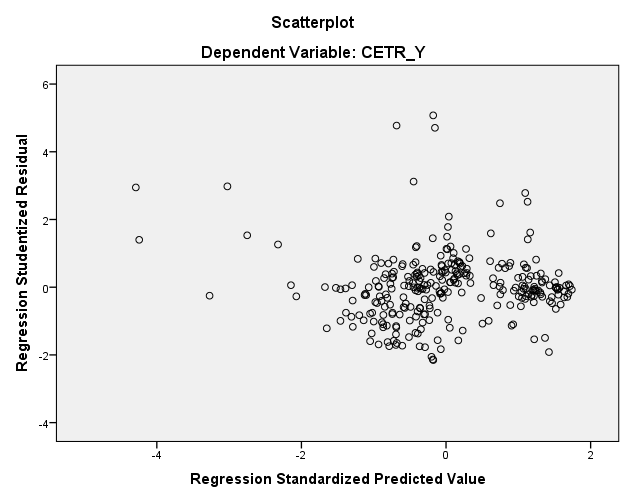 Scatterplot
Dependent Variable: CETR_Y
Regression Studentized Residual
6
4
2
0
-2
-4
-4
-2
0
2
Regression Standardized Predicted Value